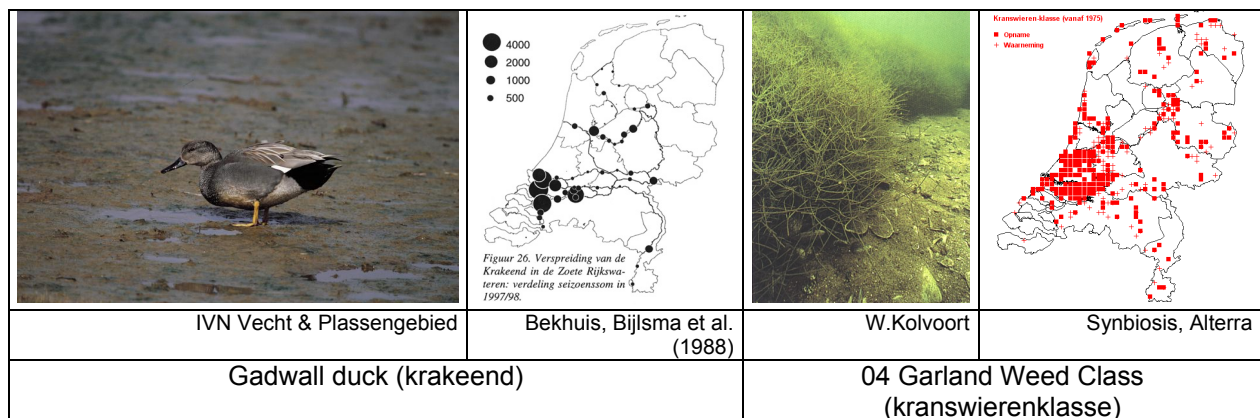 4000
2000
1000
500
Figuur 26. Verspreiding van de
Krakeend in de Zoete Rijkswa-
teren: verdeling seizoenssom in
1997/98.
Kranswieren-klasse (vanaf 1975)
Opname
Waarneming
IVN Vecht & Plassengebied
Bekhuis, Bijlsma et al.
(1988)
W.Kolvoort
Synbiosis, Alterra
Gadwall duck (krakeend)
04 Garland Weed Class
(kranswierenklasse)